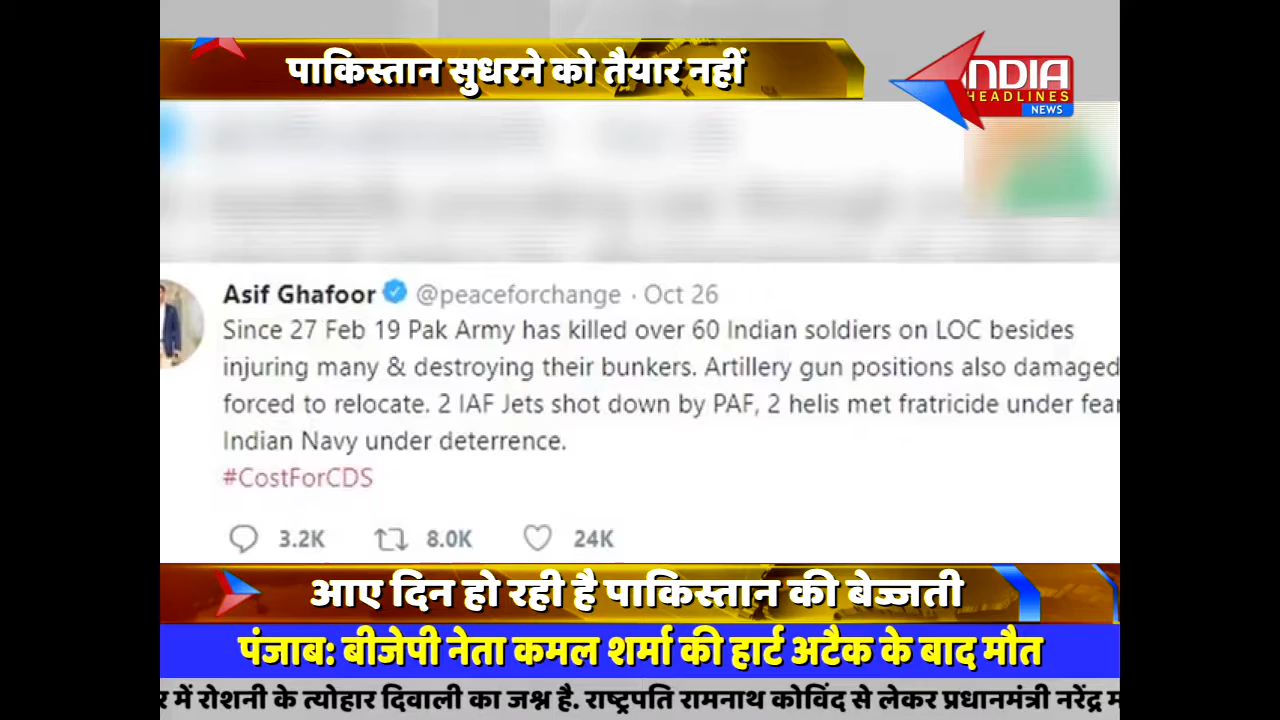 पाकिस्तान सुधरने को तैयार नहीं
INDIA
HEADLINES
NEWS
Asif Ghafoor @peaceforchange · Oct 26
Since 27 Feb 19 Pak Army has killed over 60 Indian soldiers on LOC besides
injuring many & destroying their bunkers. Artillery gun positions also damaged
forced to relocate. 2 IAF Jets shot down by PAF, 2 helis met fratricide under fear
Indian Navy under deterrence.
#CostForCDS
3.2K 8.0K 24K
आए दिन हो रही है पाकिस्तान की बेज्जती
पंजाब: बीजेपी नेता कमल शर्मा की हार्ट अटैक के बाद मौत
र में रोशनी के त्योहार दिवाली का जश्न है. राष्ट्रपति रामनाथ कोविंद से लेकर प्रधानमंत्री नरेंद्र म